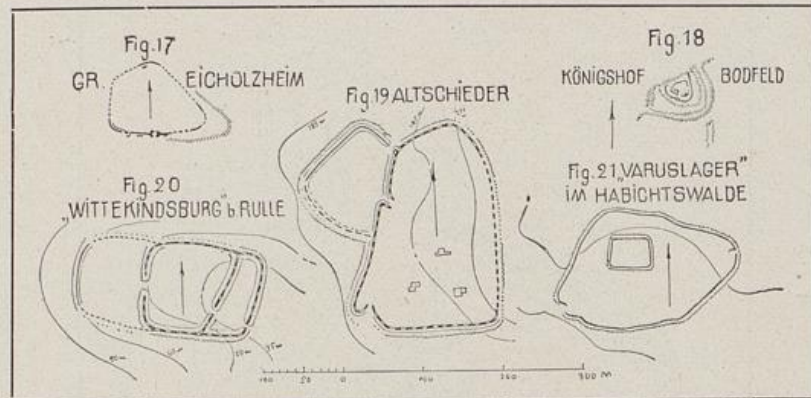 Fig.17
GR. EICHOLZHEIM
Fig.18
KÖNIGSHOF BODFELD
Fig.19 ALTSCHIEDER
Fig.20
„WITTEKINDSBURG" b RULLE
Fig.21 „VARUSLAGER"
IM HABICHTSWALDE
100 50 0 100 200 300 M